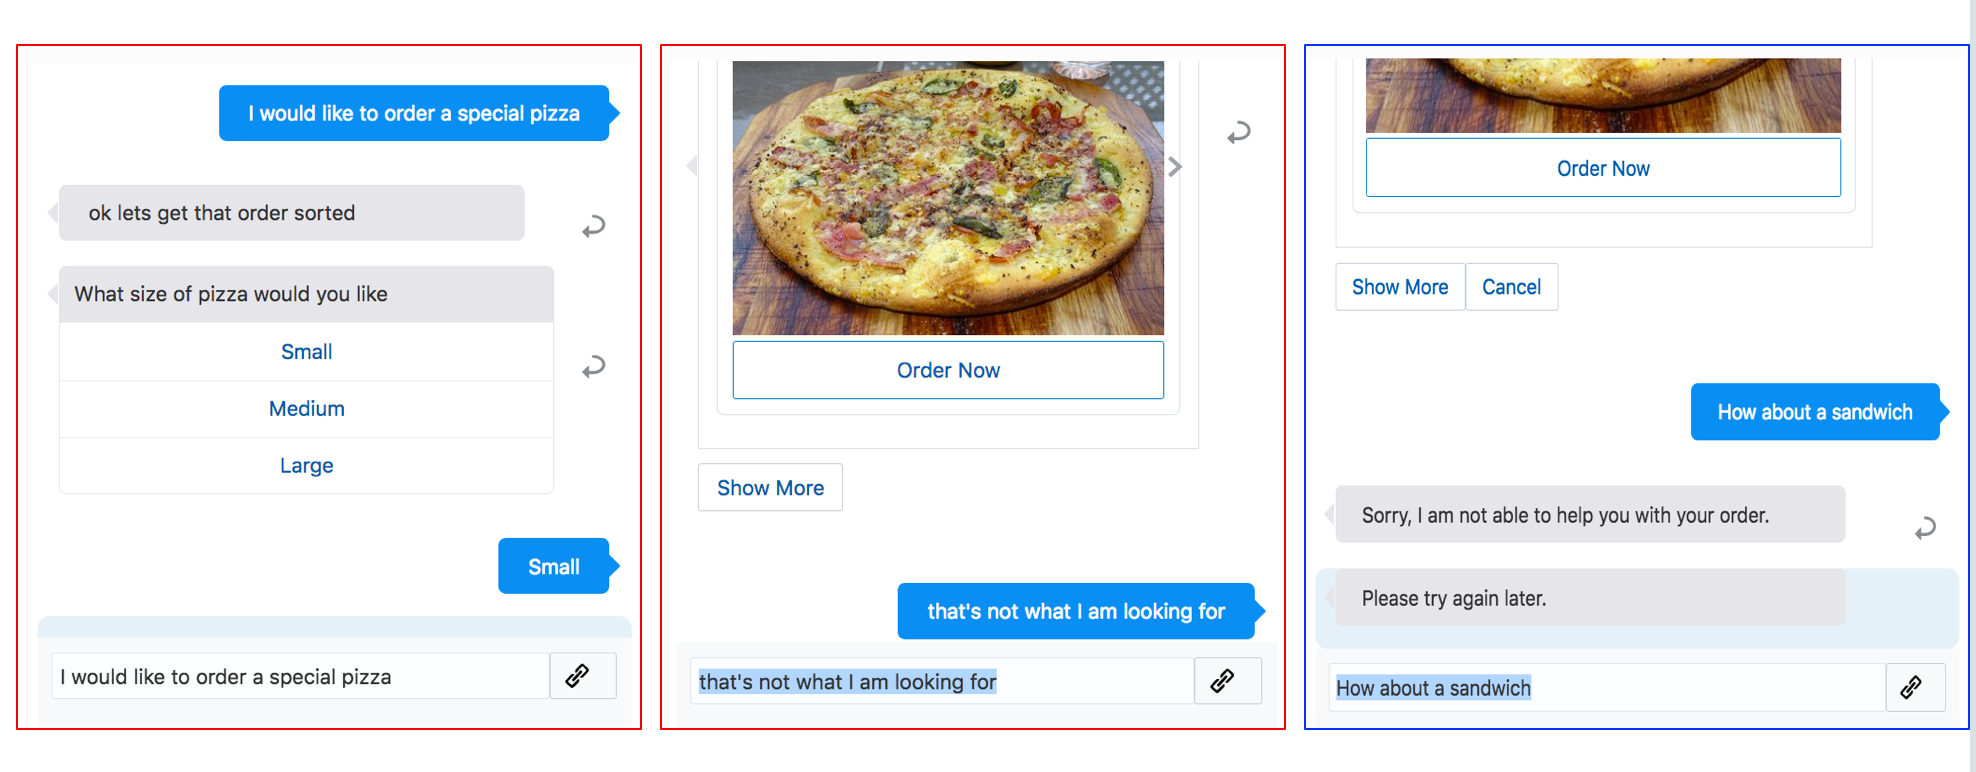 I would like to order a special pizza
ok lets get that order sorted
What size of pizza would you like
Small
Medium
Large
Small
I would like to order a special pizza
Order Now
Show More
that's not what I am looking for
that's not what I am looking for
Order Now
Show More
Cancel
How about a sandwich
Sorry, I am not able to help you with your order.
Please try again later.
How about a sandwich